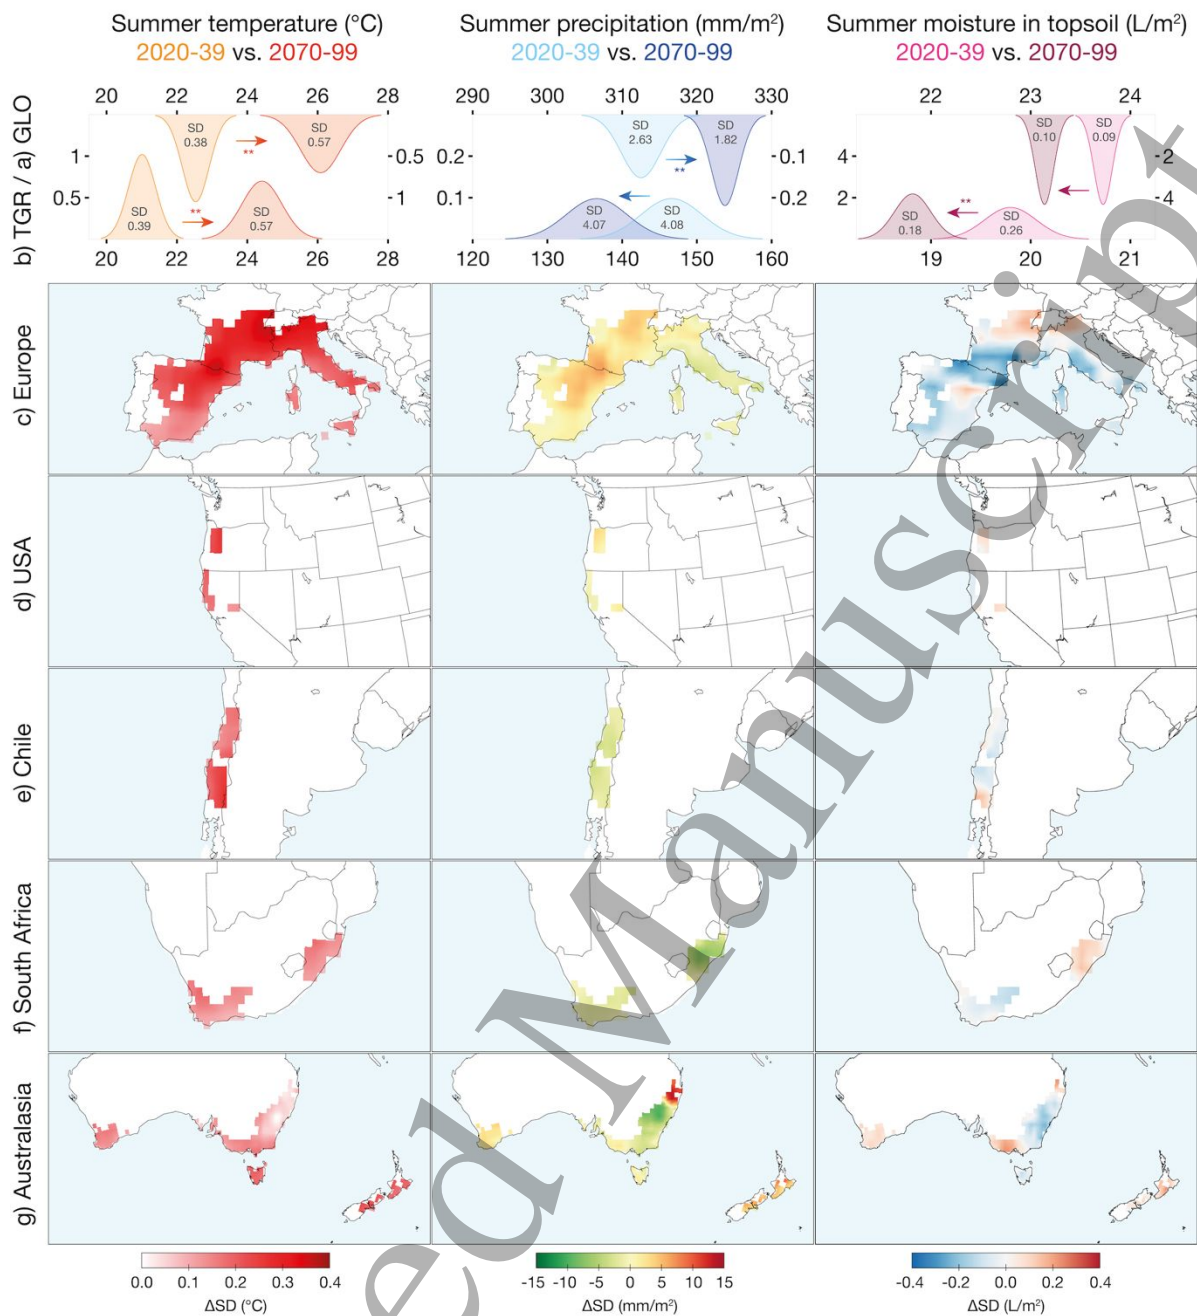 Summer temperature (°C)
2020-39 vs. 2070-99
Summer precipitation (mm/m²)
2020-39 vs. 2070-99
Summer moisture in topsoil (L/m²)
2020-39 vs. 2070-99
b) TGR / a) GLO
20 22 24 26 28
290 300 310 320 330
22 23 24
SD
0.38
SD
0.57
SD
2.63
SD
1.82
SD
0.10
SD
0.09
**
**
1
0.5
0.5
1
0.2
0.1
0.1
0.2
4
2
2
4
**
**
SD
0.39
SD
0.57
SD
4.07
SD
4.08
SD
0.18
SD
0.26
20 22 24 26 28
120 130 140 150 160
19 20 21
c) Europe
d) USA
e) Chile
f) South Africa
g) Australasia
0.0 0.1 0.2 0.3 0.4
ΔSD (°C)
-15 -10 -5 0 5 10 15
ΔSD (mm/m²)
-0.4 -0.2 0.0 0.2 0.4
ΔSD (L/m²)
ed Manuscript